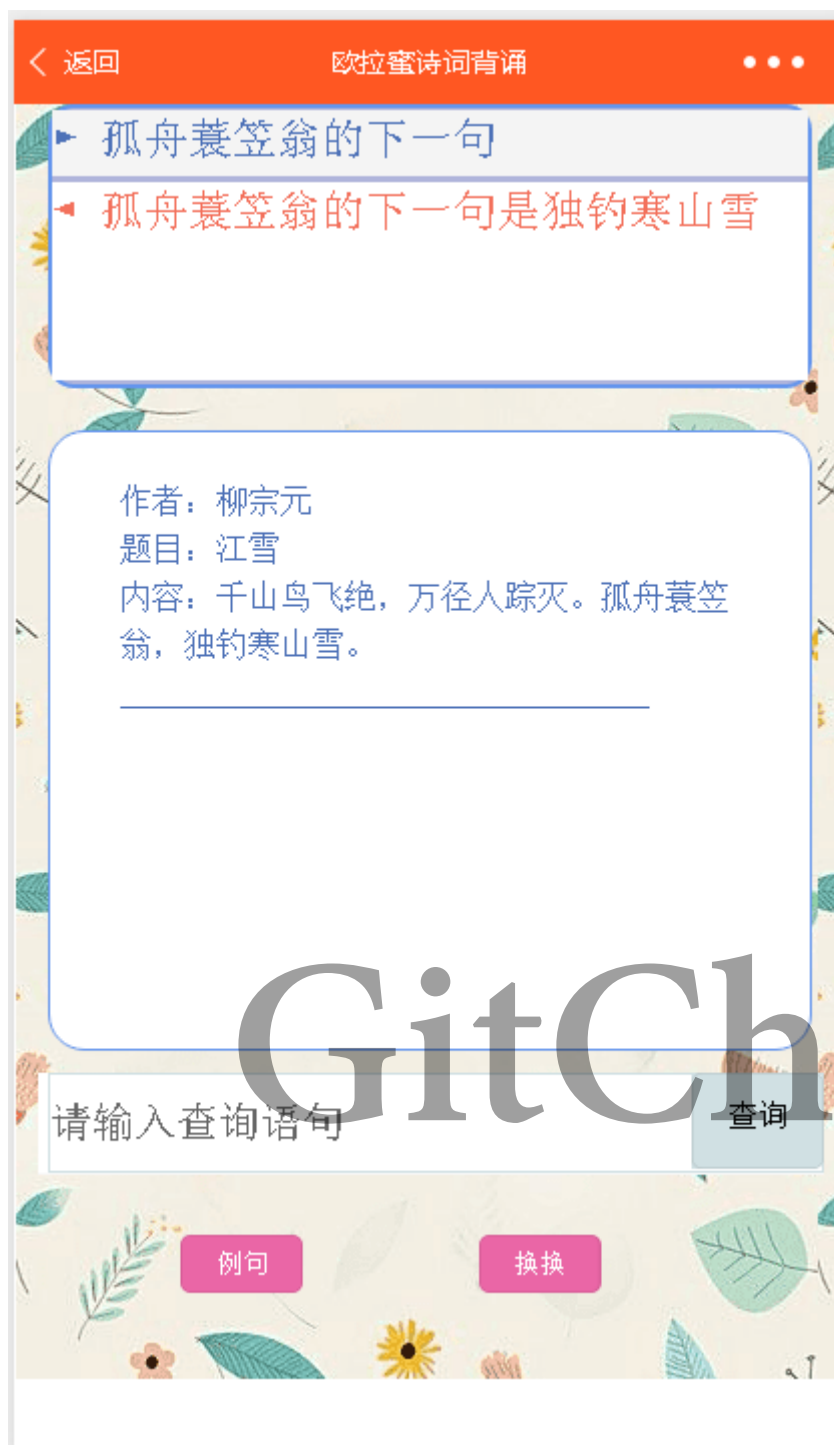 返回
欧拉蜜诗词背诵
孤舟蓑笠翁的下一句
孤舟蓑笠翁的下一句是独钓寒山雪
作者：柳宗元
题目：江雪
内容：千山鸟飞绝，万径人踪灭。孤舟蓑笠
翁，独钓寒山雪。
GitCh
请输入查询语句
查询
例句
换换